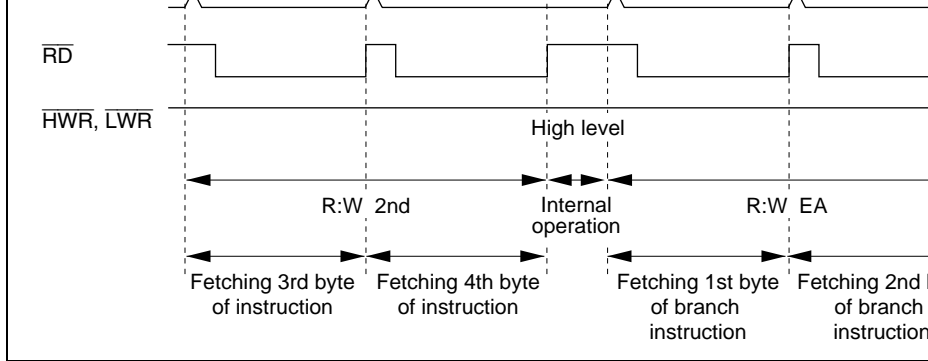 RD
HWR, LWR
High level
R:W 2nd
Internal
operation
R:W EA
Fetching 3rd byte
of instruction
Fetching 4th byte
of instruction
Fetching 1st byte
of branch
instruction
Fetching 2nd
of branch
instruction